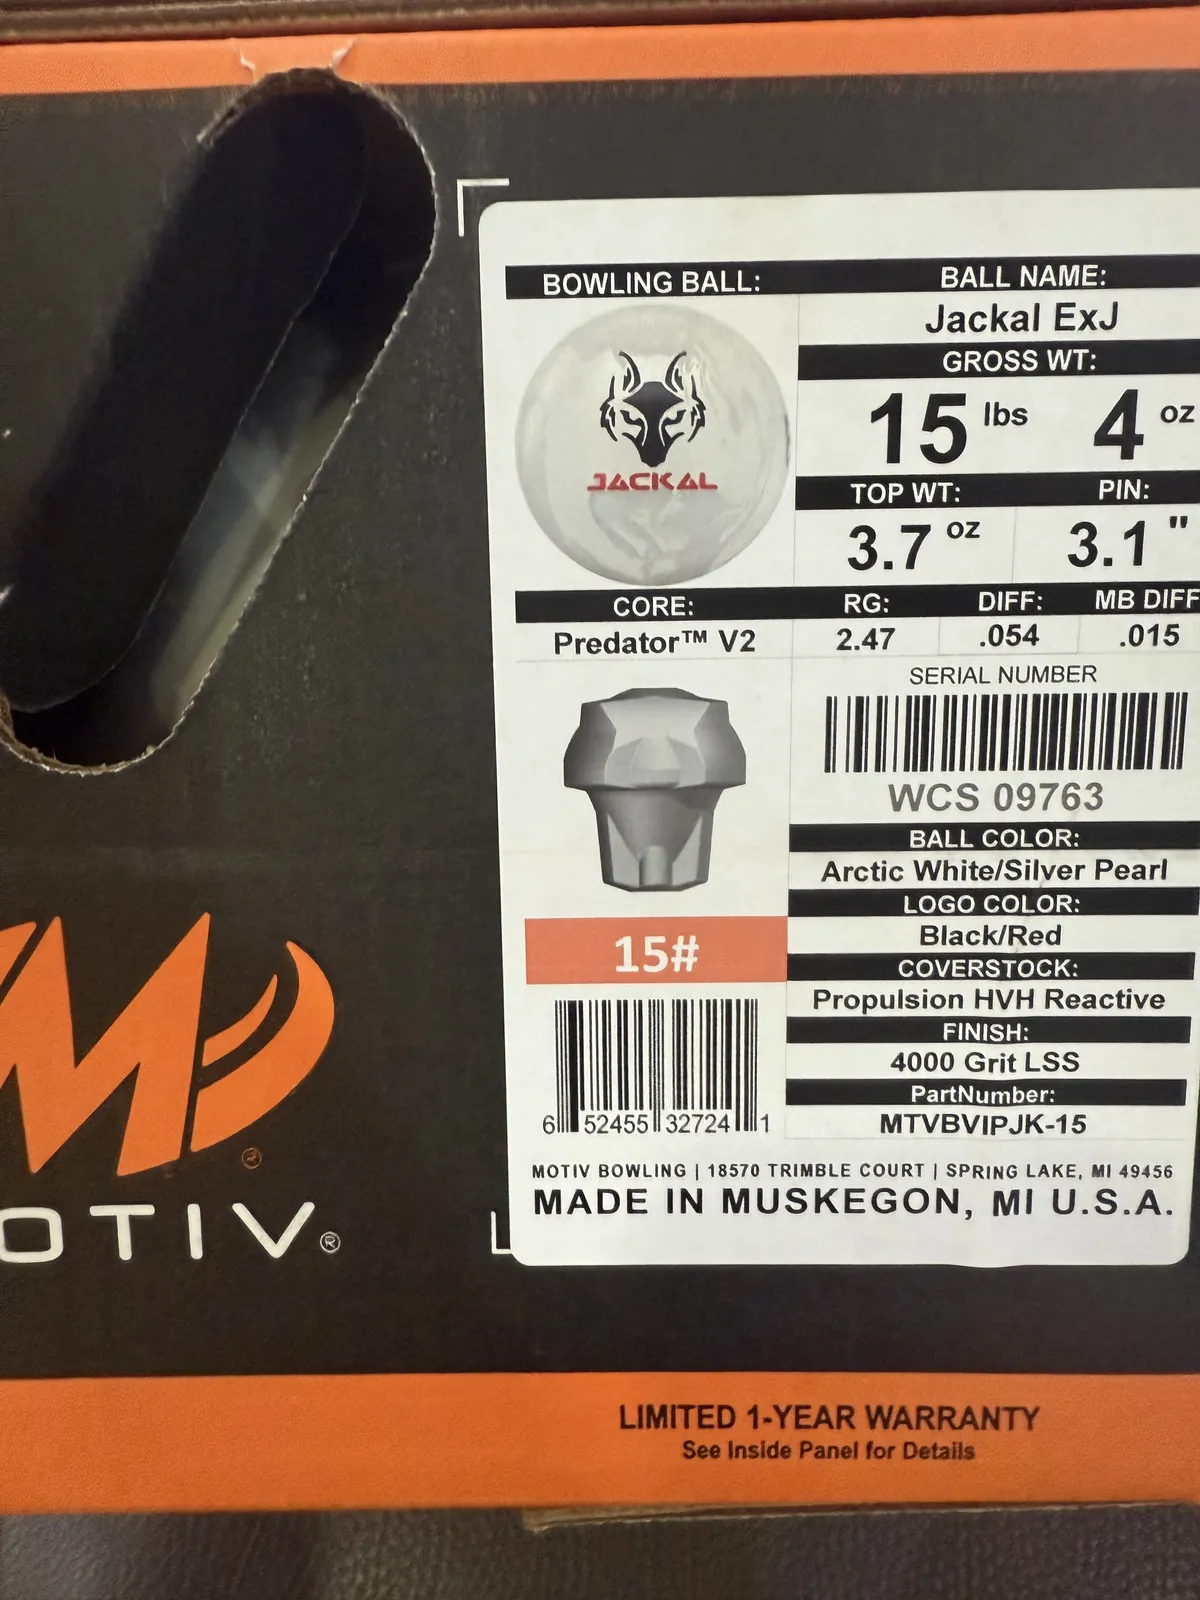 BOWLING BALL:
JACKAL
BALL NAME:
Jackal ExJ
GROSS WT:
15 lbs 4 oz
TOP WT: PIN:
3.7 oz 3.1 "
CORE: RG: DIFF: MB DIFF
Predator™ V2 2.47 .054 .015
SERIAL NUMBER
WCS 09763
BALL COLOR:
Arctic White/Silver Pearl
LOGO COLOR:
Black/Red
COVERSTOCK:
Propulsion HVH Reactive
FINISH:
4000 Grit LSS
PartNumber:
MTVBVIPJK-15
15#
6 52455 32724 1
MOTIV BOWLING | 18570 TRIMBLE COURT | SPRING LAKE, MI 49456
MADE IN MUSKEGON, MI U.S.A.
®
OTIV®
LIMITED 1-YEAR WARRANTY
See Inside Panel for Details